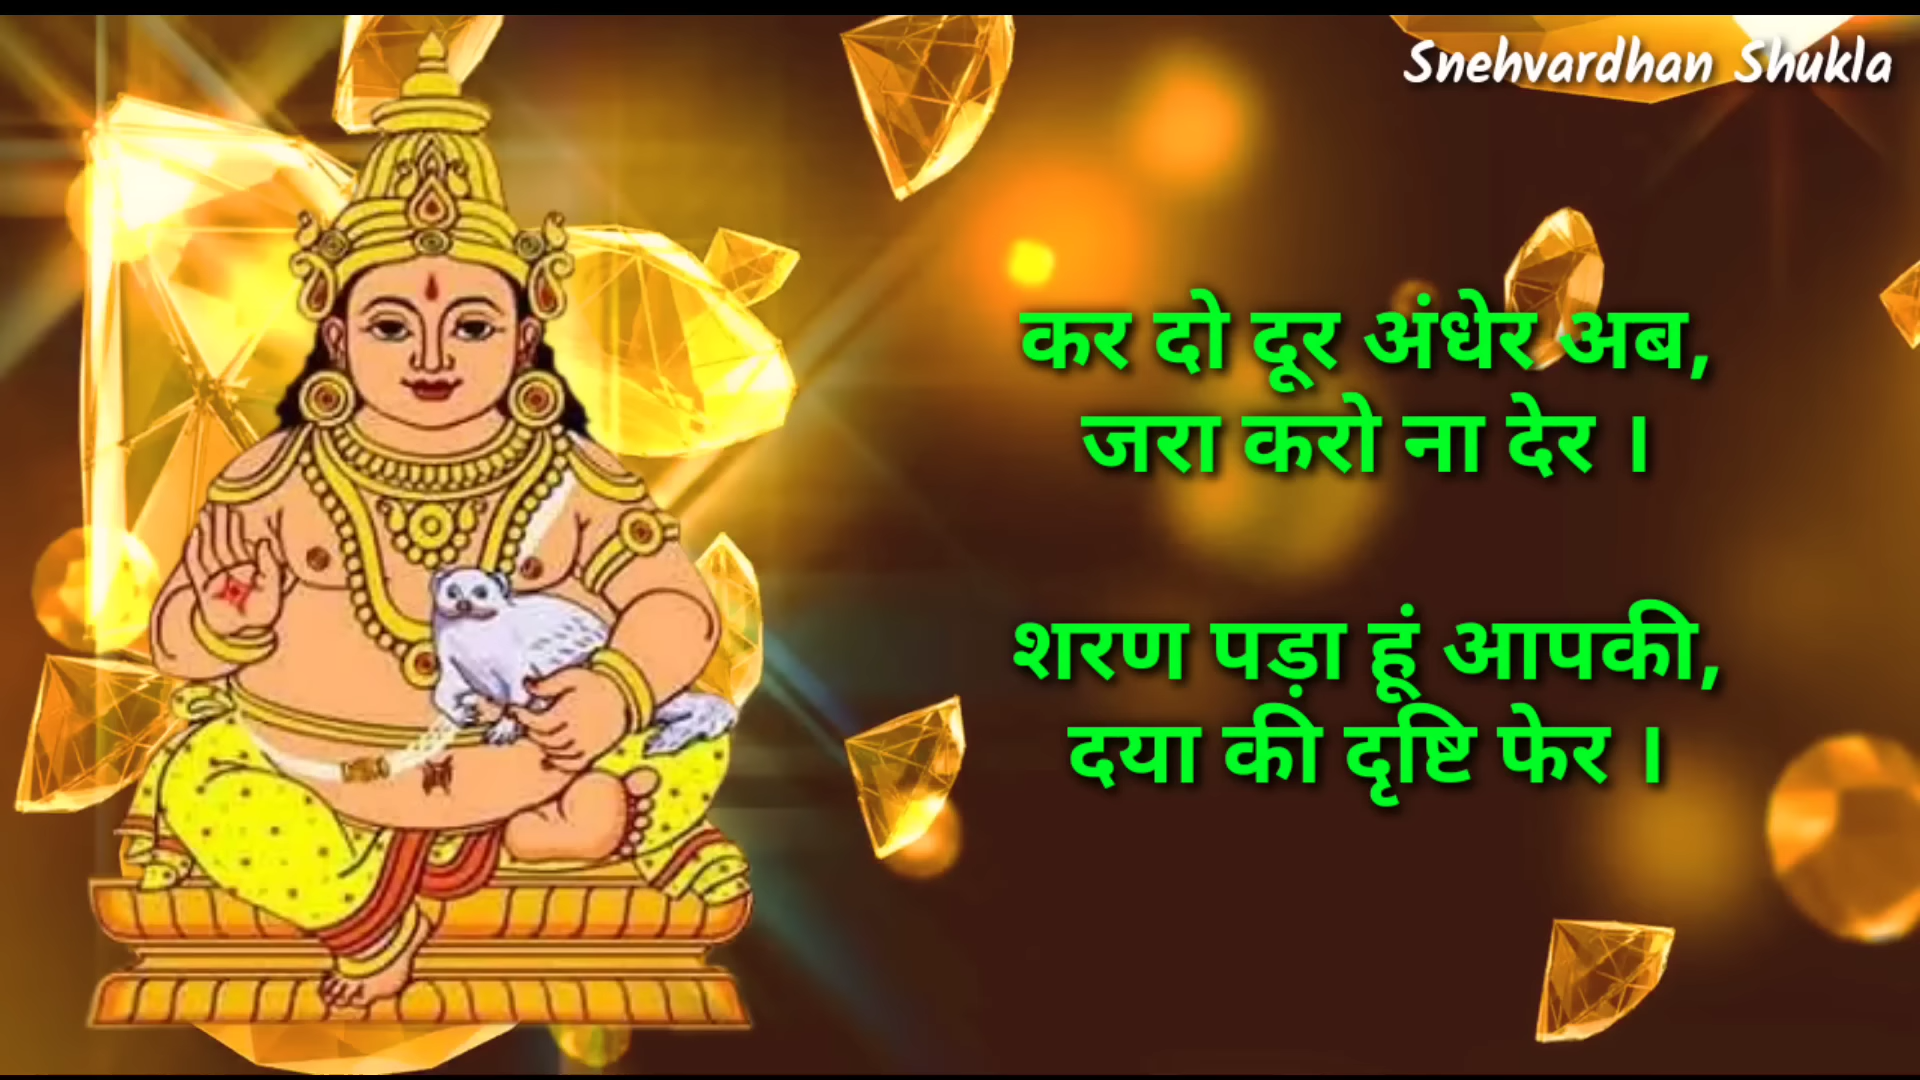 Snehvardhan Shukla
कर दो दूर अंधेर अब,
जरा करो ना देर ।
शरण पड़ा हूं आपकी,
दया की दृष्टि फेर ।